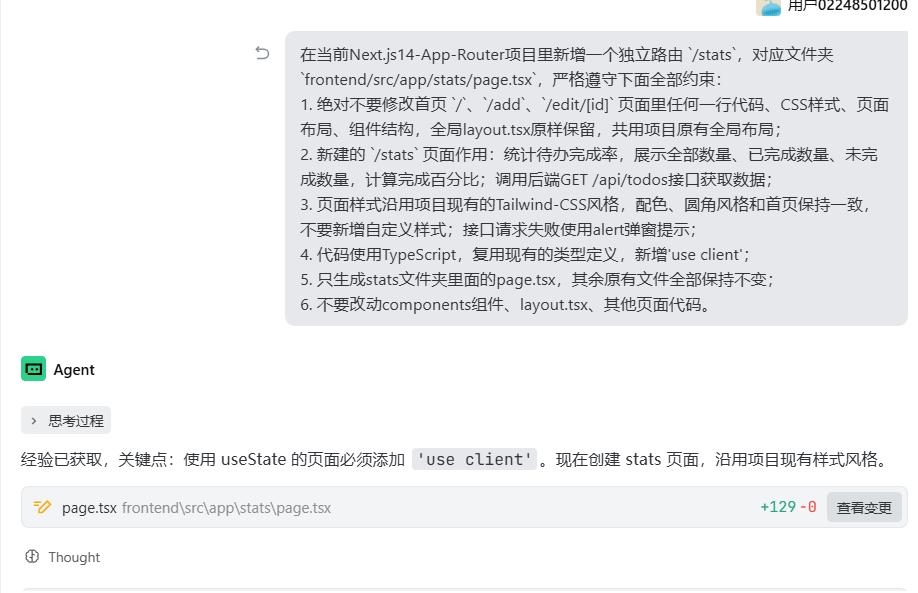 用户02248501200
在当前Next.js14-App-Router项目里新增一个独立路由 `/stats`，对应文件夹
`frontend/src/app/stats/page.tsx`，严格遵守下面全部约束：
1. 绝对不要修改首页 `/`、`/add`、`/edit/[id]` 页面里任何一行代码、CSS样式、页面
布局、组件结构，全局layout.tsx原样保留，共用项目原有全局布局；
2. 新建的 `/stats` 页面作用：统计待办完成率，展示全部数量、已完成数量、未完
成数量，计算完成百分比；调用后端GET /api/todos接口获取数据；
3. 页面样式沿用项目现有的Tailwind-CSS风格，配色、圆角风格和首页保持一致，
不要新增自定义样式；接口请求失败使用alert弹窗提示；
4. 代码使用TypeScript，复用现有的类型定义，新增'use client'；
5. 只生成stats文件夹里面的page.tsx，其余原有文件全部保持不变；
6. 不要改动components组件、layout.tsx、其他页面代码。
Agent
思考过程
经验已获取，关键点：使用 useState 的页面必须添加 'use client' 。现在创建 stats 页面，沿用项目现有样式风格。
page.tsx frontend\src\app\stats\page.tsx +129 -0 查看变更
Thought